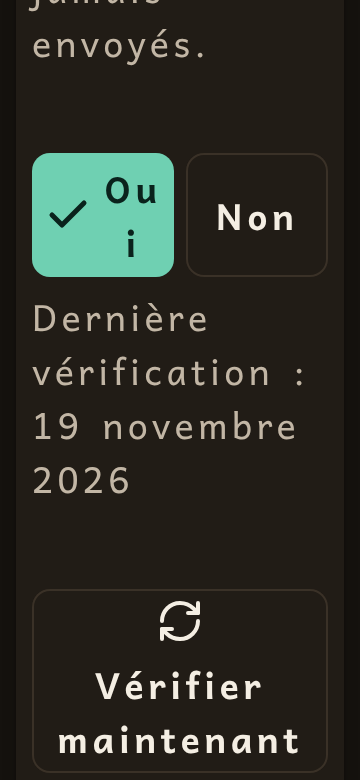 envoyés.
Ou
i
Non
Dernière
vérification :
19 novembre
2026
Vérifier
maintenant